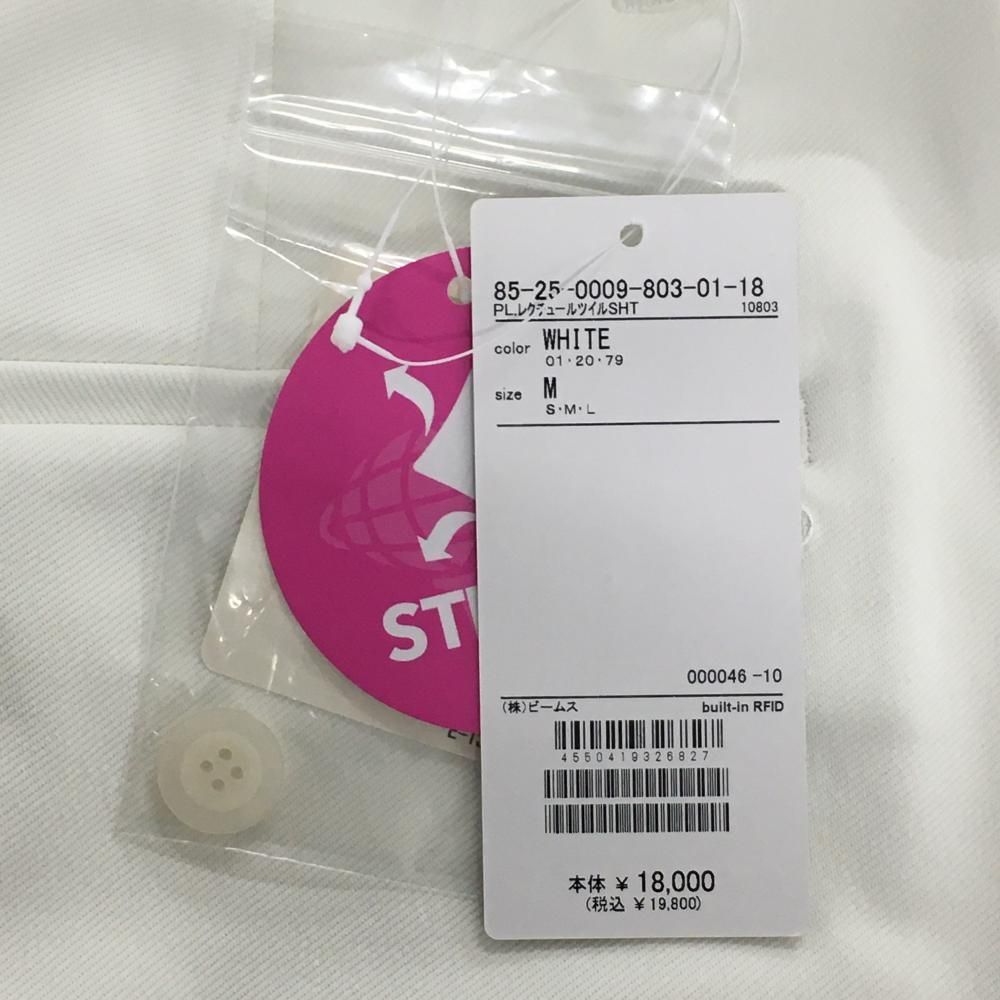 85-25-0009-803-01-18
PL.レクチュールツイルSHT 10803
color WHITE
01・20・79
size M
S・M・L
000046 -10
(株)ビームス built-in RFID
4550419326827
本体 ¥ 18,000
(税込 ¥ 19,800)